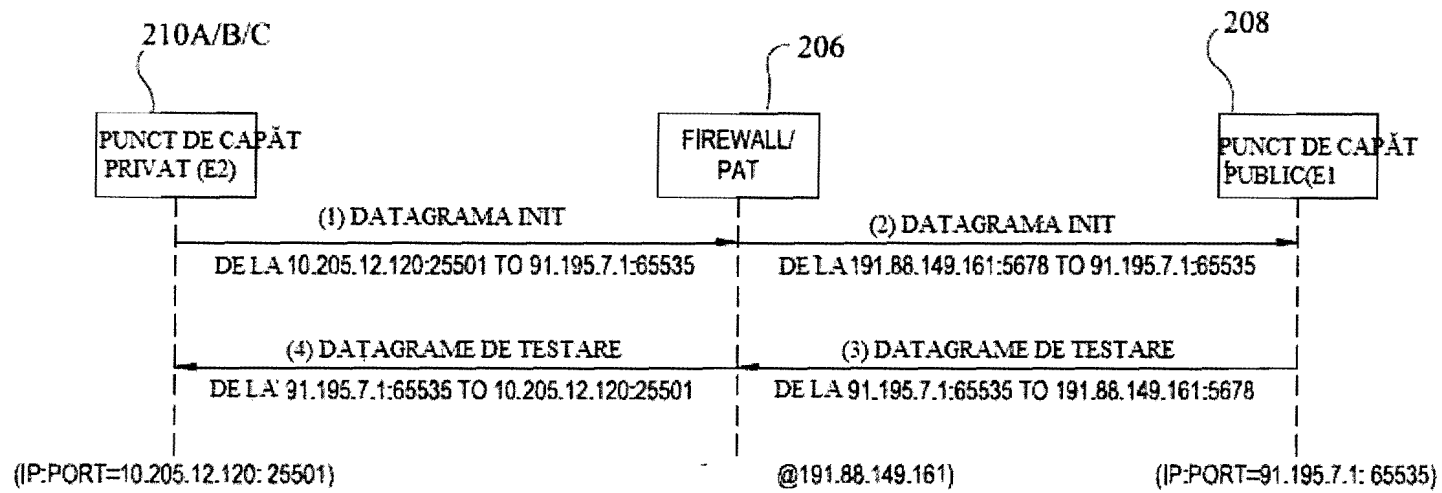 210A/B/C
206
208
PUNCT DE CAPĂT
PRIVAT (E2)
FIREWALL/
PAT
PUNCT DE CAPĂT
PUBLIC(E1
(1) DATAGRAMA INIT
DE LA 10.205.12.120:25501 TO 91.195.7.1:65535
(2) DATAGRAMA INIT
DE LA 191.88.149.161:5678 TO 91.195.7.1:65535
(4) DATAGRAME DE TESTARE
DE LA 91.195.7.1:65535 TO 10.205.12.120:25501
(3) DATAGRAME DE TESTARE
DE LA 91.195.7.1:65535 TO 191.88.149.161:5678
(IP:PORT=10.205.12.120: 25501)
@191.88.149.161)
(IP:PORT=91.195.7.1: 65535)